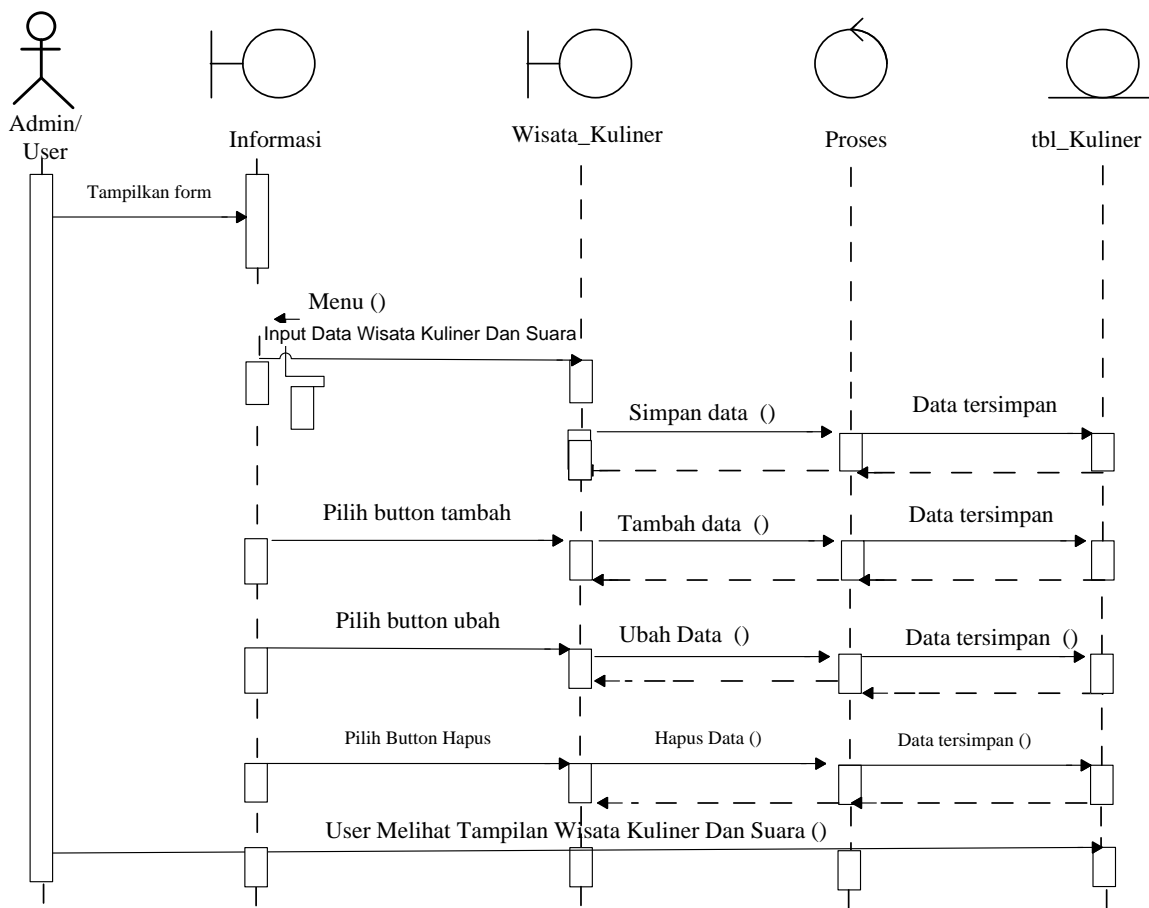 Admin/
User
Informasi
Wisata_Kuliner
Proses
tbl_Kuliner
Tampilkan form
Menu ()
Input Data Wisata Kuliner Dan Suara
Simpan data  ()
Data tersimpan
Pilih button tambah
Tambah data  ()
Data tersimpan
Pilih button ubah
Ubah Data  ()
Data tersimpan  ()
Pilih Button Hapus
Hapus Data ()
Data tersimpan ()
User Melihat Tampilan Wisata Kuliner Dan Suara ()